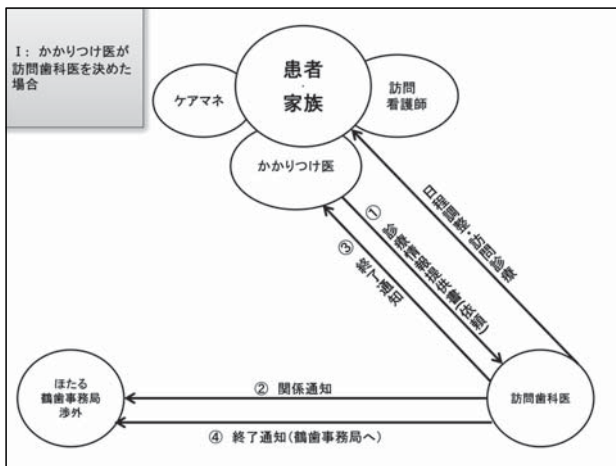 I: かかりつけ医が
訪問歯科医を決めた
場合
患者
・
家族
ケアマネ
訪問
看護師
かかりつけ医
① 診療情報提供書(依頼)
③ 終了通知
日程調整・訪問診療
ほたる
鶴歯事務局
渉外
② 関係通知
訪問歯科医
④ 終了通知(鶴歯事務局へ)